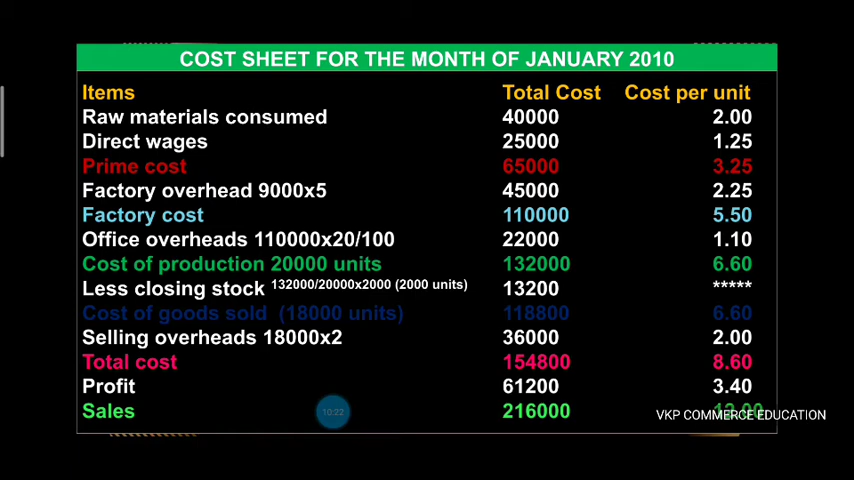 COST SHEET FOR THE MONTH OF JANUARY 2010
Items Total Cost Cost per unit
Raw materials consumed 40000 2.00
Direct wages 25000 1.25
Prime cost 65000 3.25
Factory overhead 9000x5 45000 2.25
Factory cost 110000 5.50
Office overheads 110000x20/100 22000 1.10
Cost of production 20000 units 132000 6.60
Less closing stock 132000/20000x2000 (2000 units) 13200 *****
Cost of goods sold (18000 units) 118800 6.60
Selling overheads 18000x2 36000 2.00
Total cost 154800 8.60
Profit 61200 3.40
Sales 216000 12.00
10:22
VKP COMMERCE EDUCATION